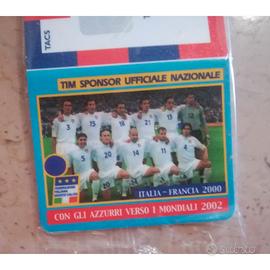 TACS
TIM SPONSOR UFFICIALE NAZIONALE
ITALIA - FRANCIA 2000
CON GLI AZZURRI VERSO I MONDIALI 2002